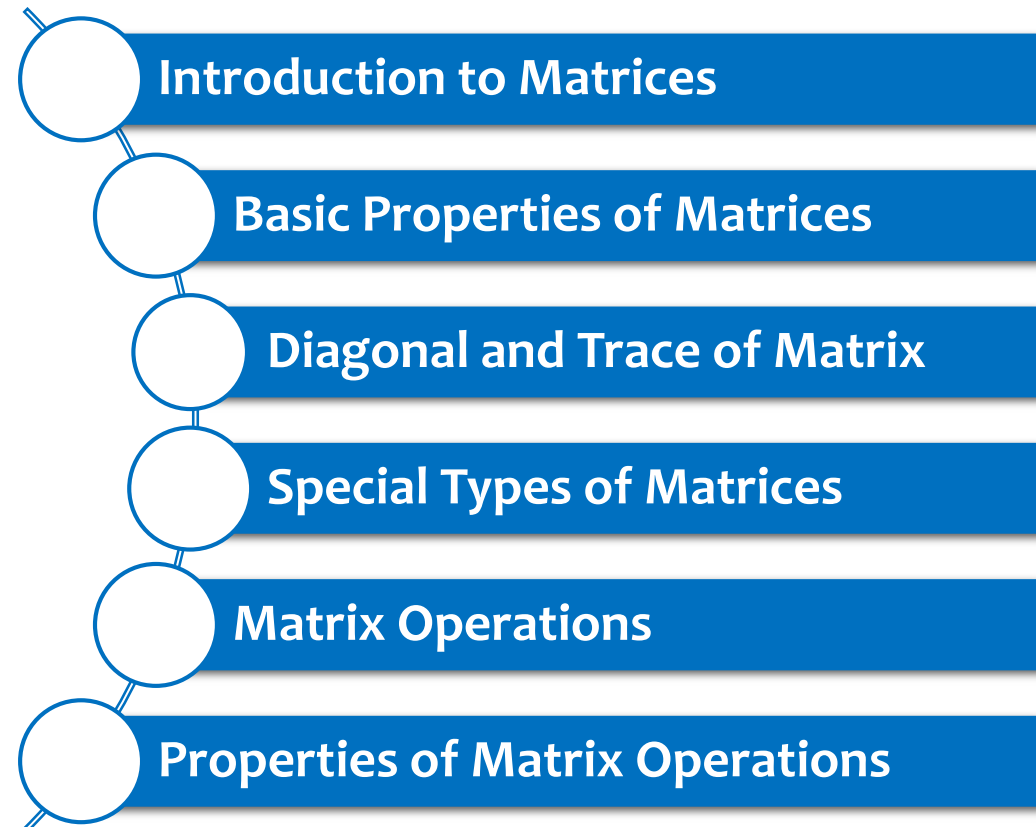 Introduction to Matrices
Basic Properties of Matrices
Diagonal and Trace of Matrix
Special Types of Matrices
Matrix Operations
Properties of Matrix Operations